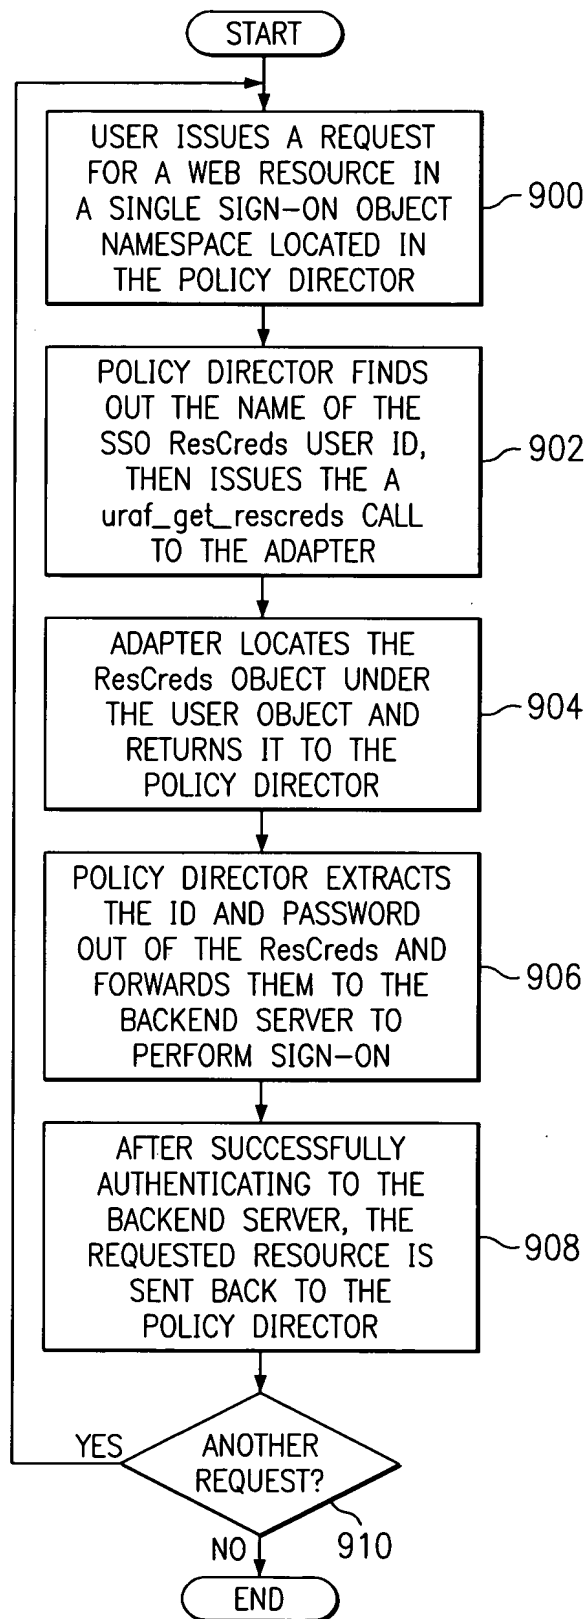 START
USER ISSUES A REQUEST
FOR A WEB RESOURCE IN
A SINGLE SIGN-ON OBJECT
NAMESPACE LOCATED IN
THE POLICY DIRECTOR
900
POLICY DIRECTOR FINDS
OUT THE NAME OF THE
SSO ResCreds USER ID,
THEN ISSUES THE A
uraf_get_rescreds CALL
TO THE ADAPTER
902
ADAPTER LOCATES THE
ResCreds OBJECT UNDER
THE USER OBJECT AND
RETURNS IT TO THE
POLICY DIRECTOR
904
POLICY DIRECTOR EXTRACTS
THE ID AND PASSWORD
OUT OF THE ResCreds AND
FORWARDS THEM TO THE
BACKEND SERVER TO
PERFORM SIGN-ON
906
AFTER SUCCESSFULLY
AUTHENTICATING TO THE
BACKEND SERVER, THE
REQUESTED RESOURCE IS
SENT BACK TO THE
POLICY DIRECTOR
908
YES
ANOTHER
REQUEST?
910
NO
END